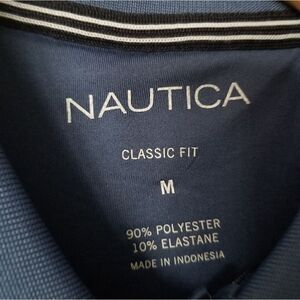 NAUTICA
CLASSIC FIT
M
90% POLYESTER
10% ELASTANE
MADE IN INDONESIA